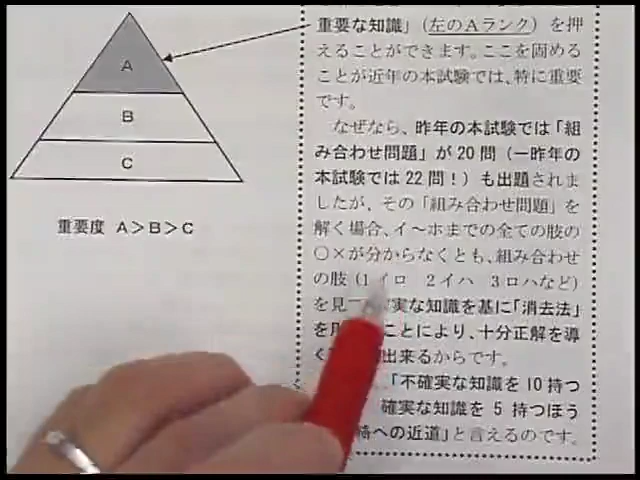 A
B
C
重要度 A>B>C
重要な知識」(左のAランク)を押
えることができます。ここを固める
ことが近年の本試験では、特に重要
です。
なぜなら、昨年の本試験では「組
み合わせ問題」が20問(一昨年の
本試験では22問!)も出題されまし
たが、その「組み合わせ問題」を
解く場合、イ〜ホまでの全ての肢の
○×が分からなくとも、組み合わせ
の肢(1イロ 2イハ 3ロハなど)
を見 実な知識を基に「消去法」
を ことにより、十分正解を導
く 出来るからです。
「不確実な知識を10持つ
確実な知識を5持つほう
への近道」と言えるのです。